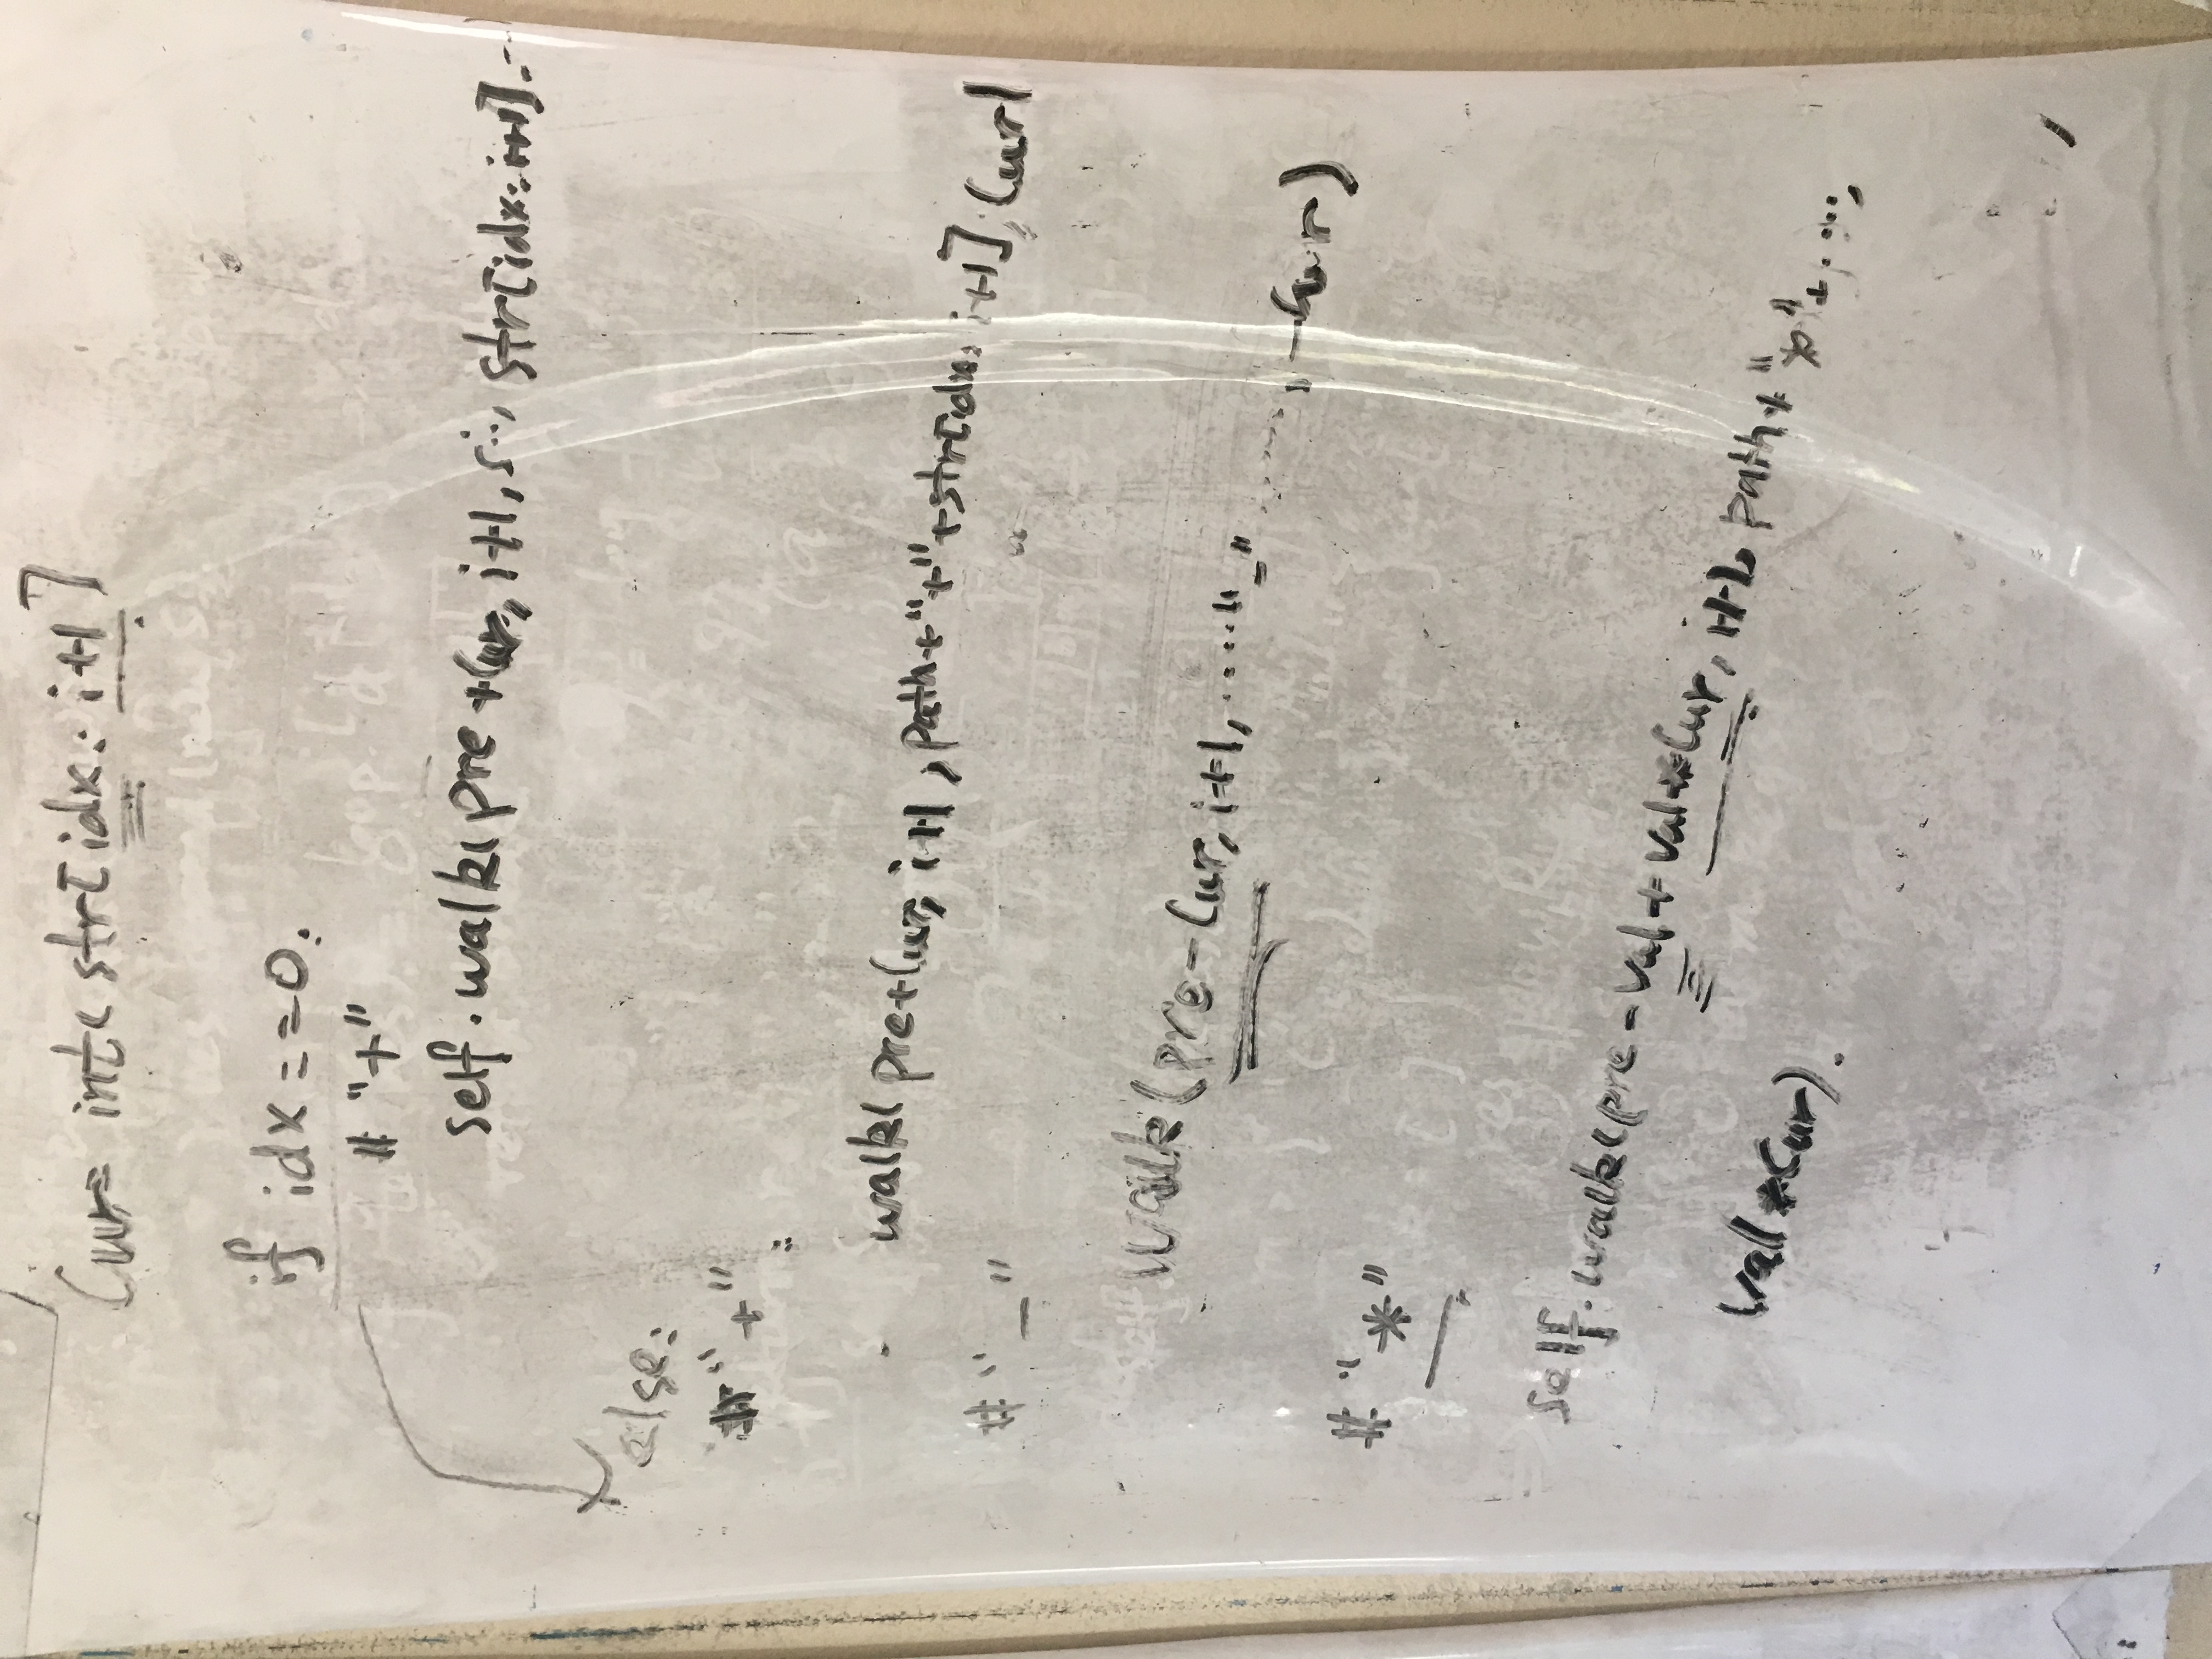 Cur= int( str[idx: i+1]
if idx ==0:
# "+"
self.walk( pre +Cur, i+1, str[idx:i+1]...
else:
# "+"
walk( pre+Cur, i+1, path+"+"+str[idx: i+1], Cur)
# "-"
Walk(pre-Cur, i+1, ....."-"......., -Cur)
# "*"
self.walk(pre -val+ val*Cur, i+1, path+"*"+.....,
val *Cur).